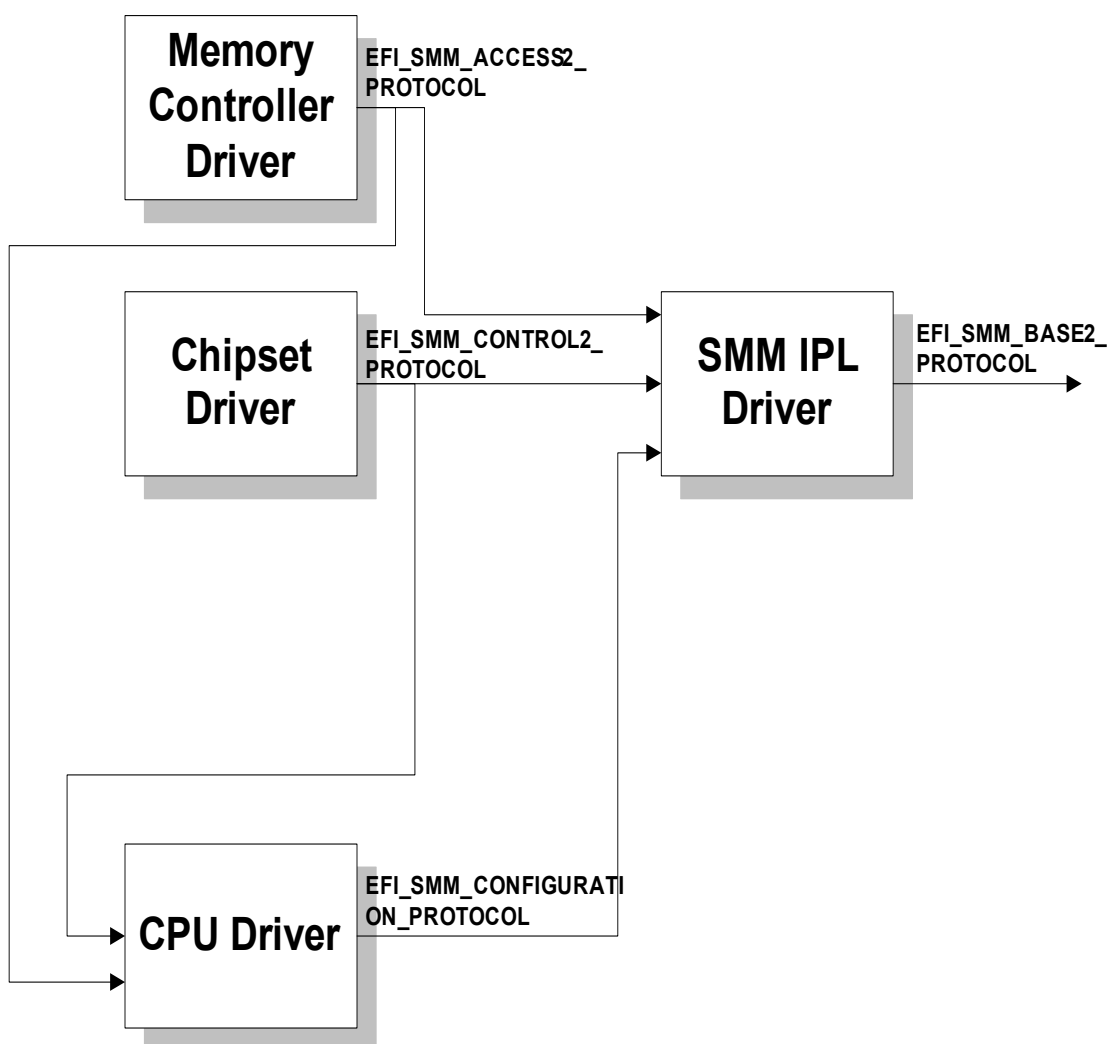 Memory
Controller
Driver
EFI_SMM_ACCESS2_
PROTOCOL
Chipset
Driver
EFI_SMM_CONTROL2_
PROTOCOL
SMM IPL
Driver
EFI_SMM_BASE2_
PROTOCOL
CPU Driver
EFI_SMM_CONFIGURATI
ON_PROTOCOL